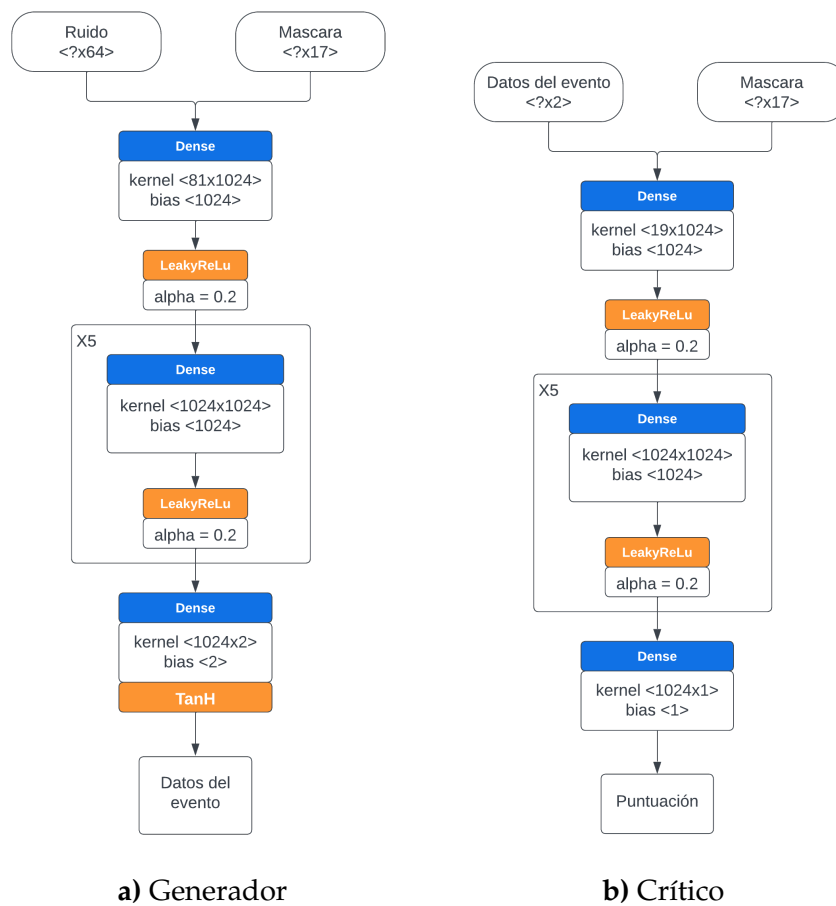 Ruido
<?x64>
Mascara
<?x17>
Dense
kernel <81x1024>
bias <1024>
LeakyReLu
alpha = 0.2
X5
Dense
kernel <1024x1024>
bias <1024>
LeakyReLu
alpha = 0.2
Dense
kernel <1024x2>
bias <2>
TanH
Datos del
evento
a) Generador
Datos del evento
<?x2>
Mascara
<?x17>
Dense
kernel <19x1024>
bias <1024>
LeakyReLu
alpha = 0.2
X5
Dense
kernel <1024x1024>
bias <1024>
LeakyReLu
alpha = 0.2
Dense
kernel <1024x1>
bias <1>
Puntuación
b) Crítico